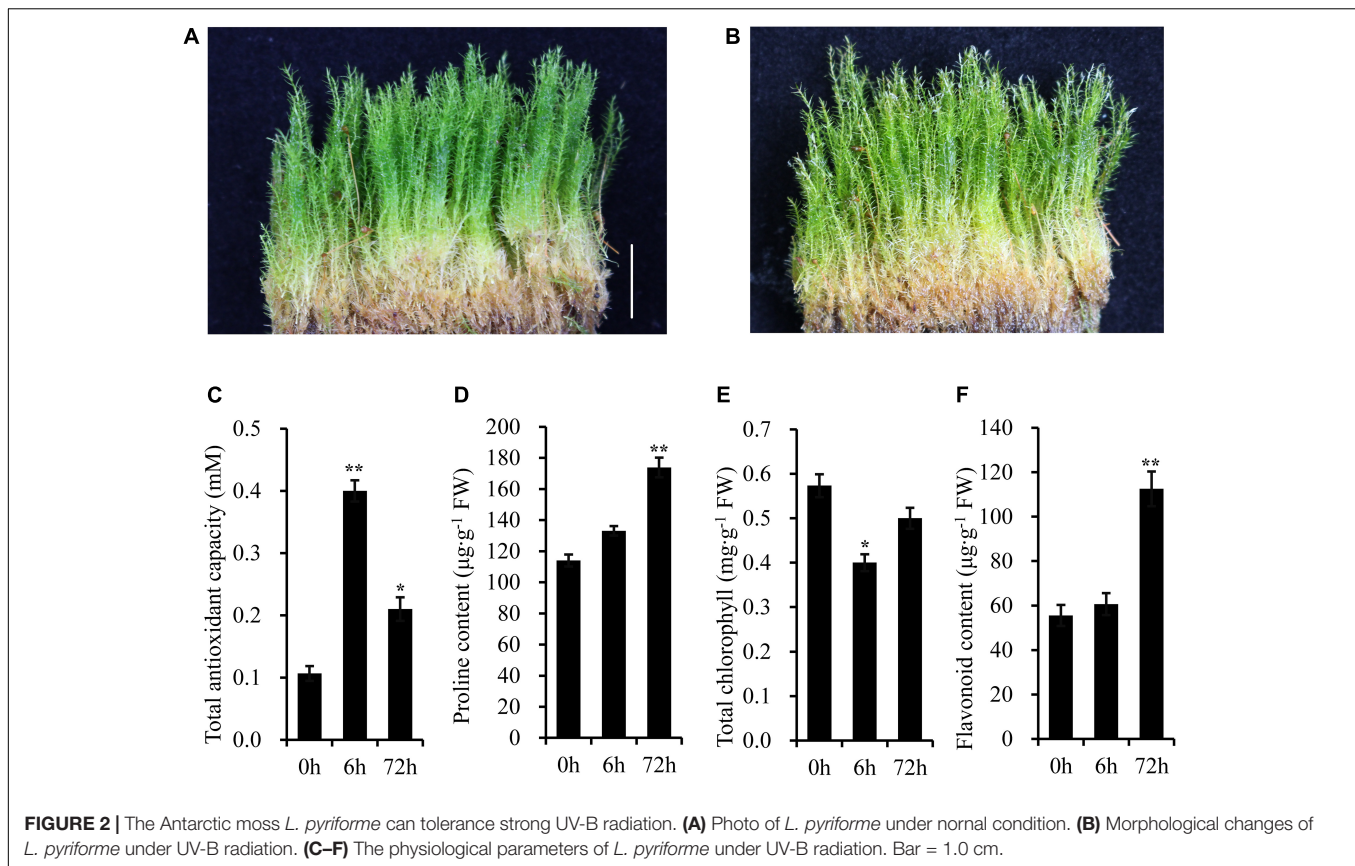 A
B
C
Total antioxidant capacity (mM)
0.5
0.4
0.3
0.2
0.1
0.0
**
*
0h 6h 72h
D
Proline content (µg·g-1 FW)
200
180
160
140
120
100
80
60
40
20
0
**
0h 6h 72h
E
Total chlorophyll (mg·g-1 FW)
0.7
0.6
0.5
0.4
0.3
0.2
0.1
0.0
*
0h 6h 72h
F
Flavonoid content (µg·g-1 FW)
140
120
100
80
60
40
20
0
**
0h 6h 72h
FIGURE 2 | The Antarctic moss L. pyriforme can tolerance strong UV-B radiation. (A) Photo of L. pyriforme under nornal condition. (B) Morphological changes of
L. pyriforme under UV-B radiation. (C–F) The physiological parameters of L. pyriforme under UV-B radiation. Bar = 1.0 cm.